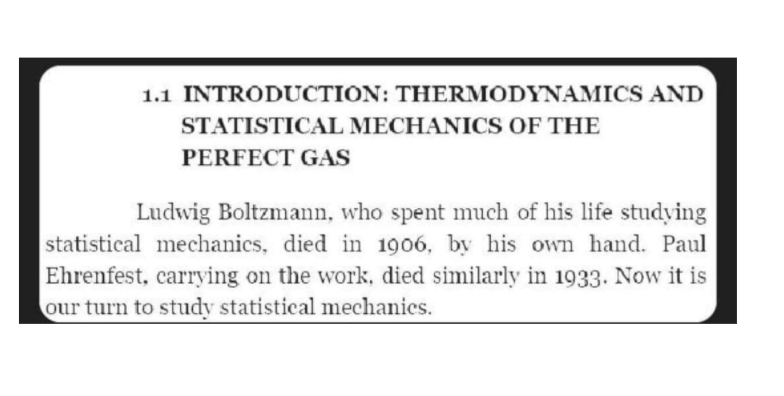 1.1 INTRODUCTION: THERMODYNAMICS AND
STATISTICAL MECHANICS OF THE
PERFECT GAS
Ludwig Boltzmann, who spent much of his life studying
statistical mechanics, died in 1906, by his own hand. Paul
Ehrenfest, carrying on the work, died similarly in 1933. Now it is
our turn to study statistical mechanics.